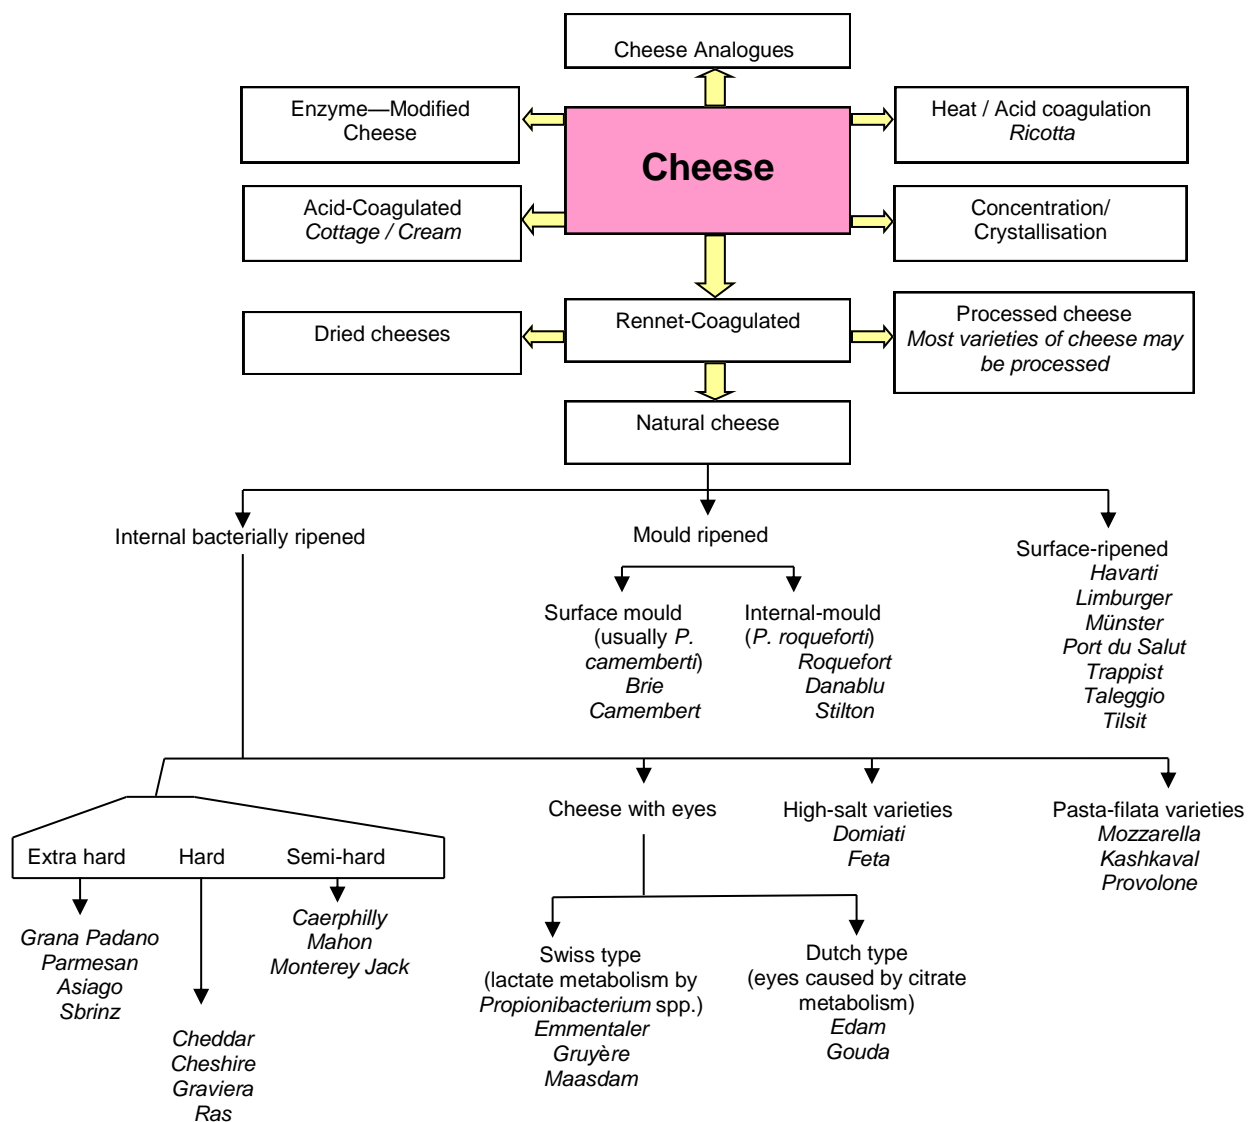 Cheese Analogues
Enzyme—Modified
Cheese
Heat / Acid coagulation
Ricotta
Cheese
Acid-Coagulated
Cottage / Cream
Concentration/
Crystallisation
Dried cheeses
Rennet-Coagulated
Processed cheese
Most varieties of cheese may
be processed
Natural cheese
Internal bacterially ripened
Mould ripened
Surface-ripened
Havarti
Limburger
Münster
Port du Salut
Trappist
Taleggio
Tilsit
Surface mould
(usually P.
camemberti)
Brie
Camembert
Internal-mould
(P. roqueforti)
Roquefort
Danablu
Stilton
Extra hard
Hard
Semi-hard
Grana Padano
Parmesan
Asiago
Sbrinz
Cheddar
Cheshire
Graviera
Ras
Caerphilly
Mahon
Monterey Jack
Cheese with eyes
Swiss type
(lactate metabolism by
Propionibacterium spp.)
Emmentaler
Gruyère
Maasdam
Dutch type
(eyes caused by citrate
metabolism)
Edam
Gouda
High-salt varieties
Domiati
Feta
Pasta-filata varieties
Mozzarella
Kashkaval
Provolone